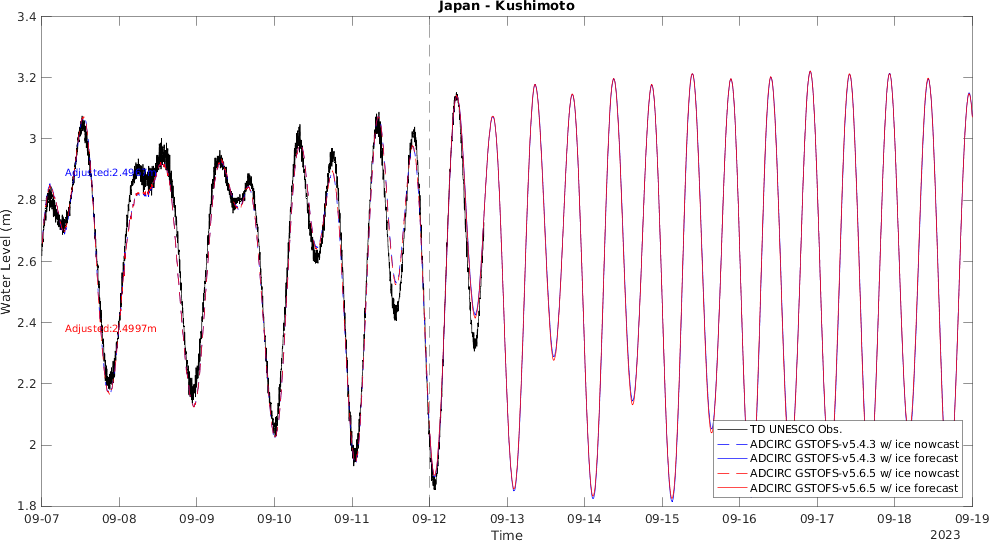 Japan - Kushimoto
Water Level (m)
3.4
3.2
3
2.8
2.6
2.4
2.2
2
1.8
Adjusted:2.49
Adjusted:2.4997m
TD UNESCO Obs.
ADCIRC GSTOFS-v5.4.3 w/ ice nowcast
ADCIRC GSTOFS-v5.4.3 w/ ice forecast
ADCIRC GSTOFS-v5.6.5 w/ ice nowcast
ADCIRC GSTOFS-v5.6.5 w/ ice forecast
09-07 09-08 09-09 09-10 09-11 09-12 09-13 09-14 09-15 09-16 09-17 09-18 09-19
Time
2023